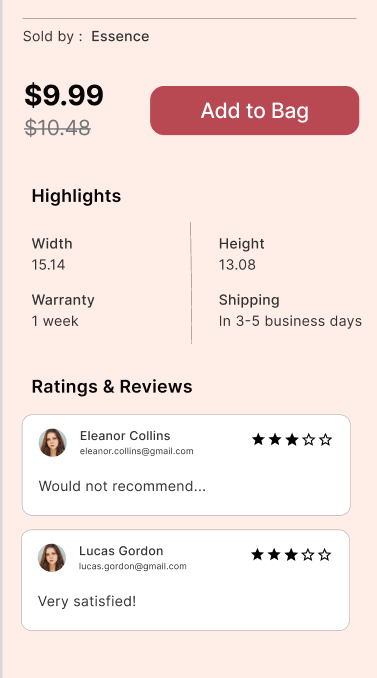 Sold by : Essence
$9.99
$10.48
Add to Bag
Highlights
Width
15.14
Height
13.08
Warranty
1 week
Shipping
In 3-5 business days
Ratings & Reviews
Eleanor Collins
eleanor.collins@gmail.com
Would not recommend...
Lucas Gordon
lucas.gordon@gmail.com
Very satisfied!